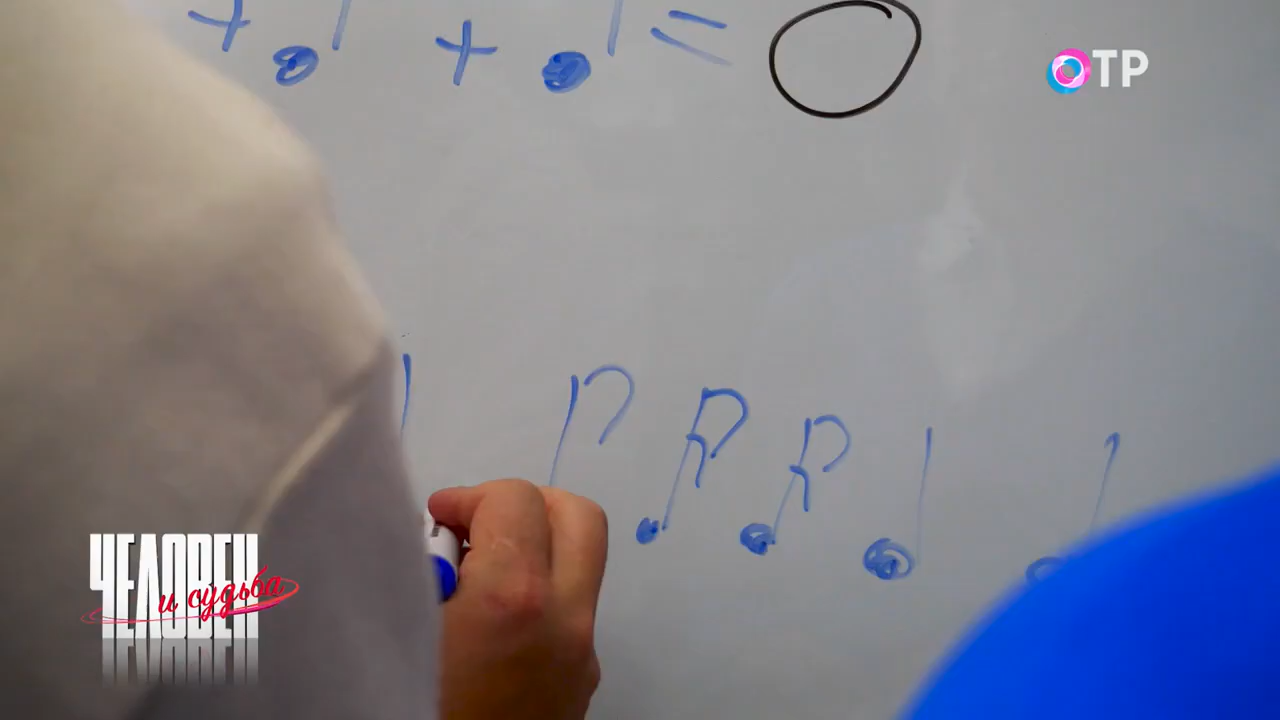 + + =
ОТР
ЧЕЛОВЕК
и судьба